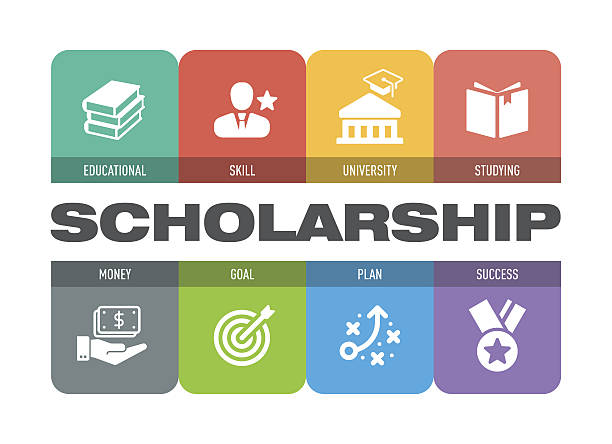 EDUCATIONAL SKILL UNIVERSITY STUDYING
SCHOLARSHIP
MONEY GOAL PLAN SUCCESS
$